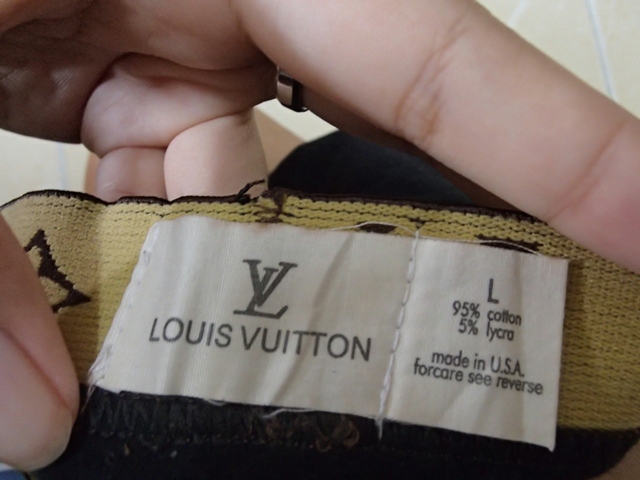 LV
LOUIS VUITTON
L
95% cotton
5% lycra
made in U.S.A.
forcare see reverse